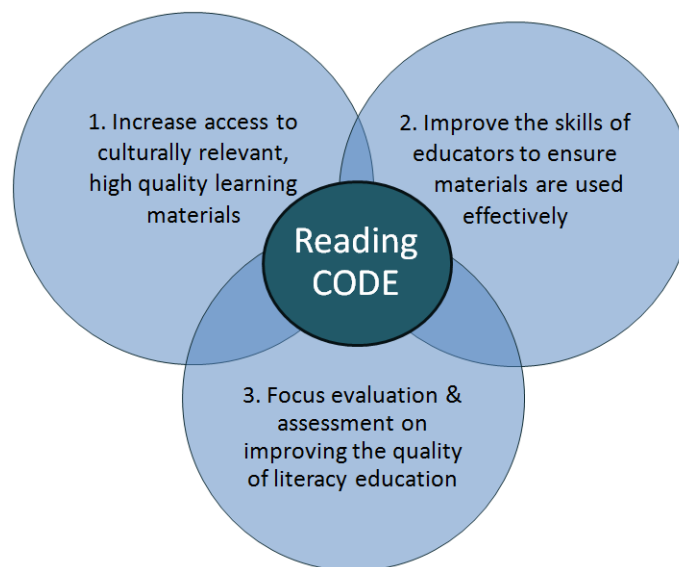 1. Increase access to
culturally relevant,
high quality learning
materials
2. Improve the skills of
educators to ensure
materials are used
effectively
Reading
CODE
3. Focus evaluation &
assessment on
improving the quality
of literacy education